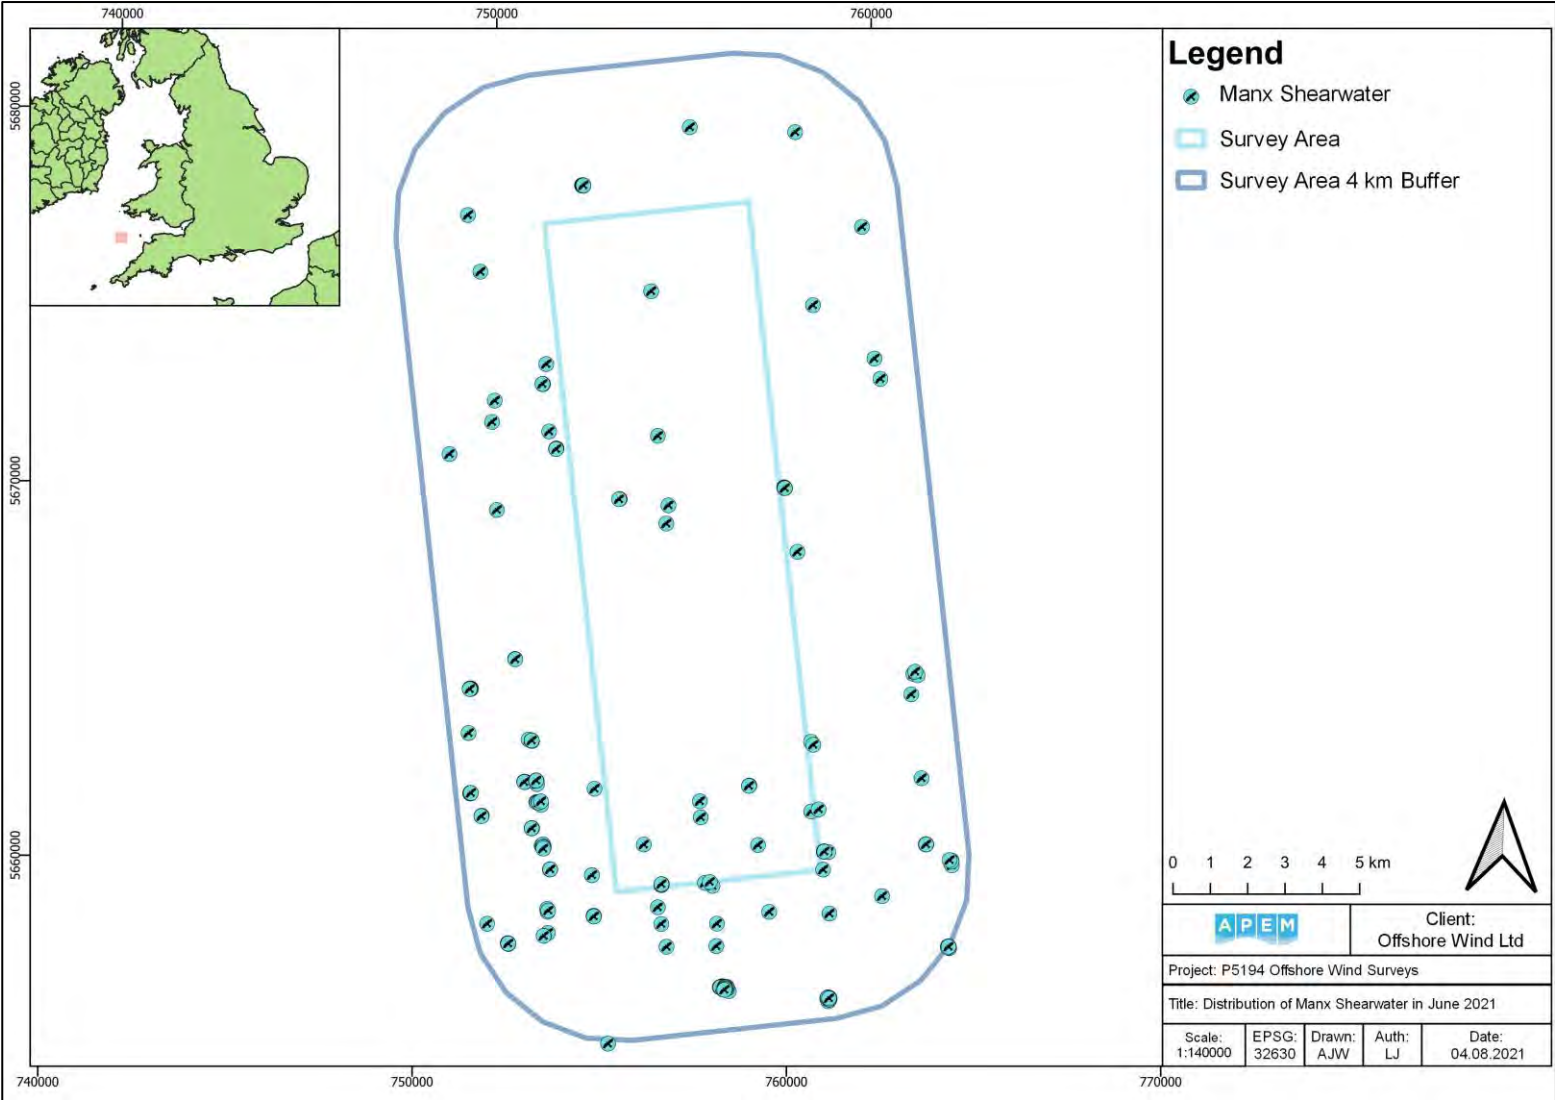 740000 750000 760000
5680000
5670000
5660000
Legend
Manx Shearwater
Survey Area
Survey Area 4 km Buffer
0 1 2 3 4 5 km
APEM
Client:
Offshore Wind Ltd
Project: P5194 Offshore Wind Surveys
Title: Distribution of Manx Shearwater in June 2021
Scale: EPSG: Drawn: Auth: Date:
1:140000 32630 AJW LJ 04.08.2021
740000 750000 760000 770000